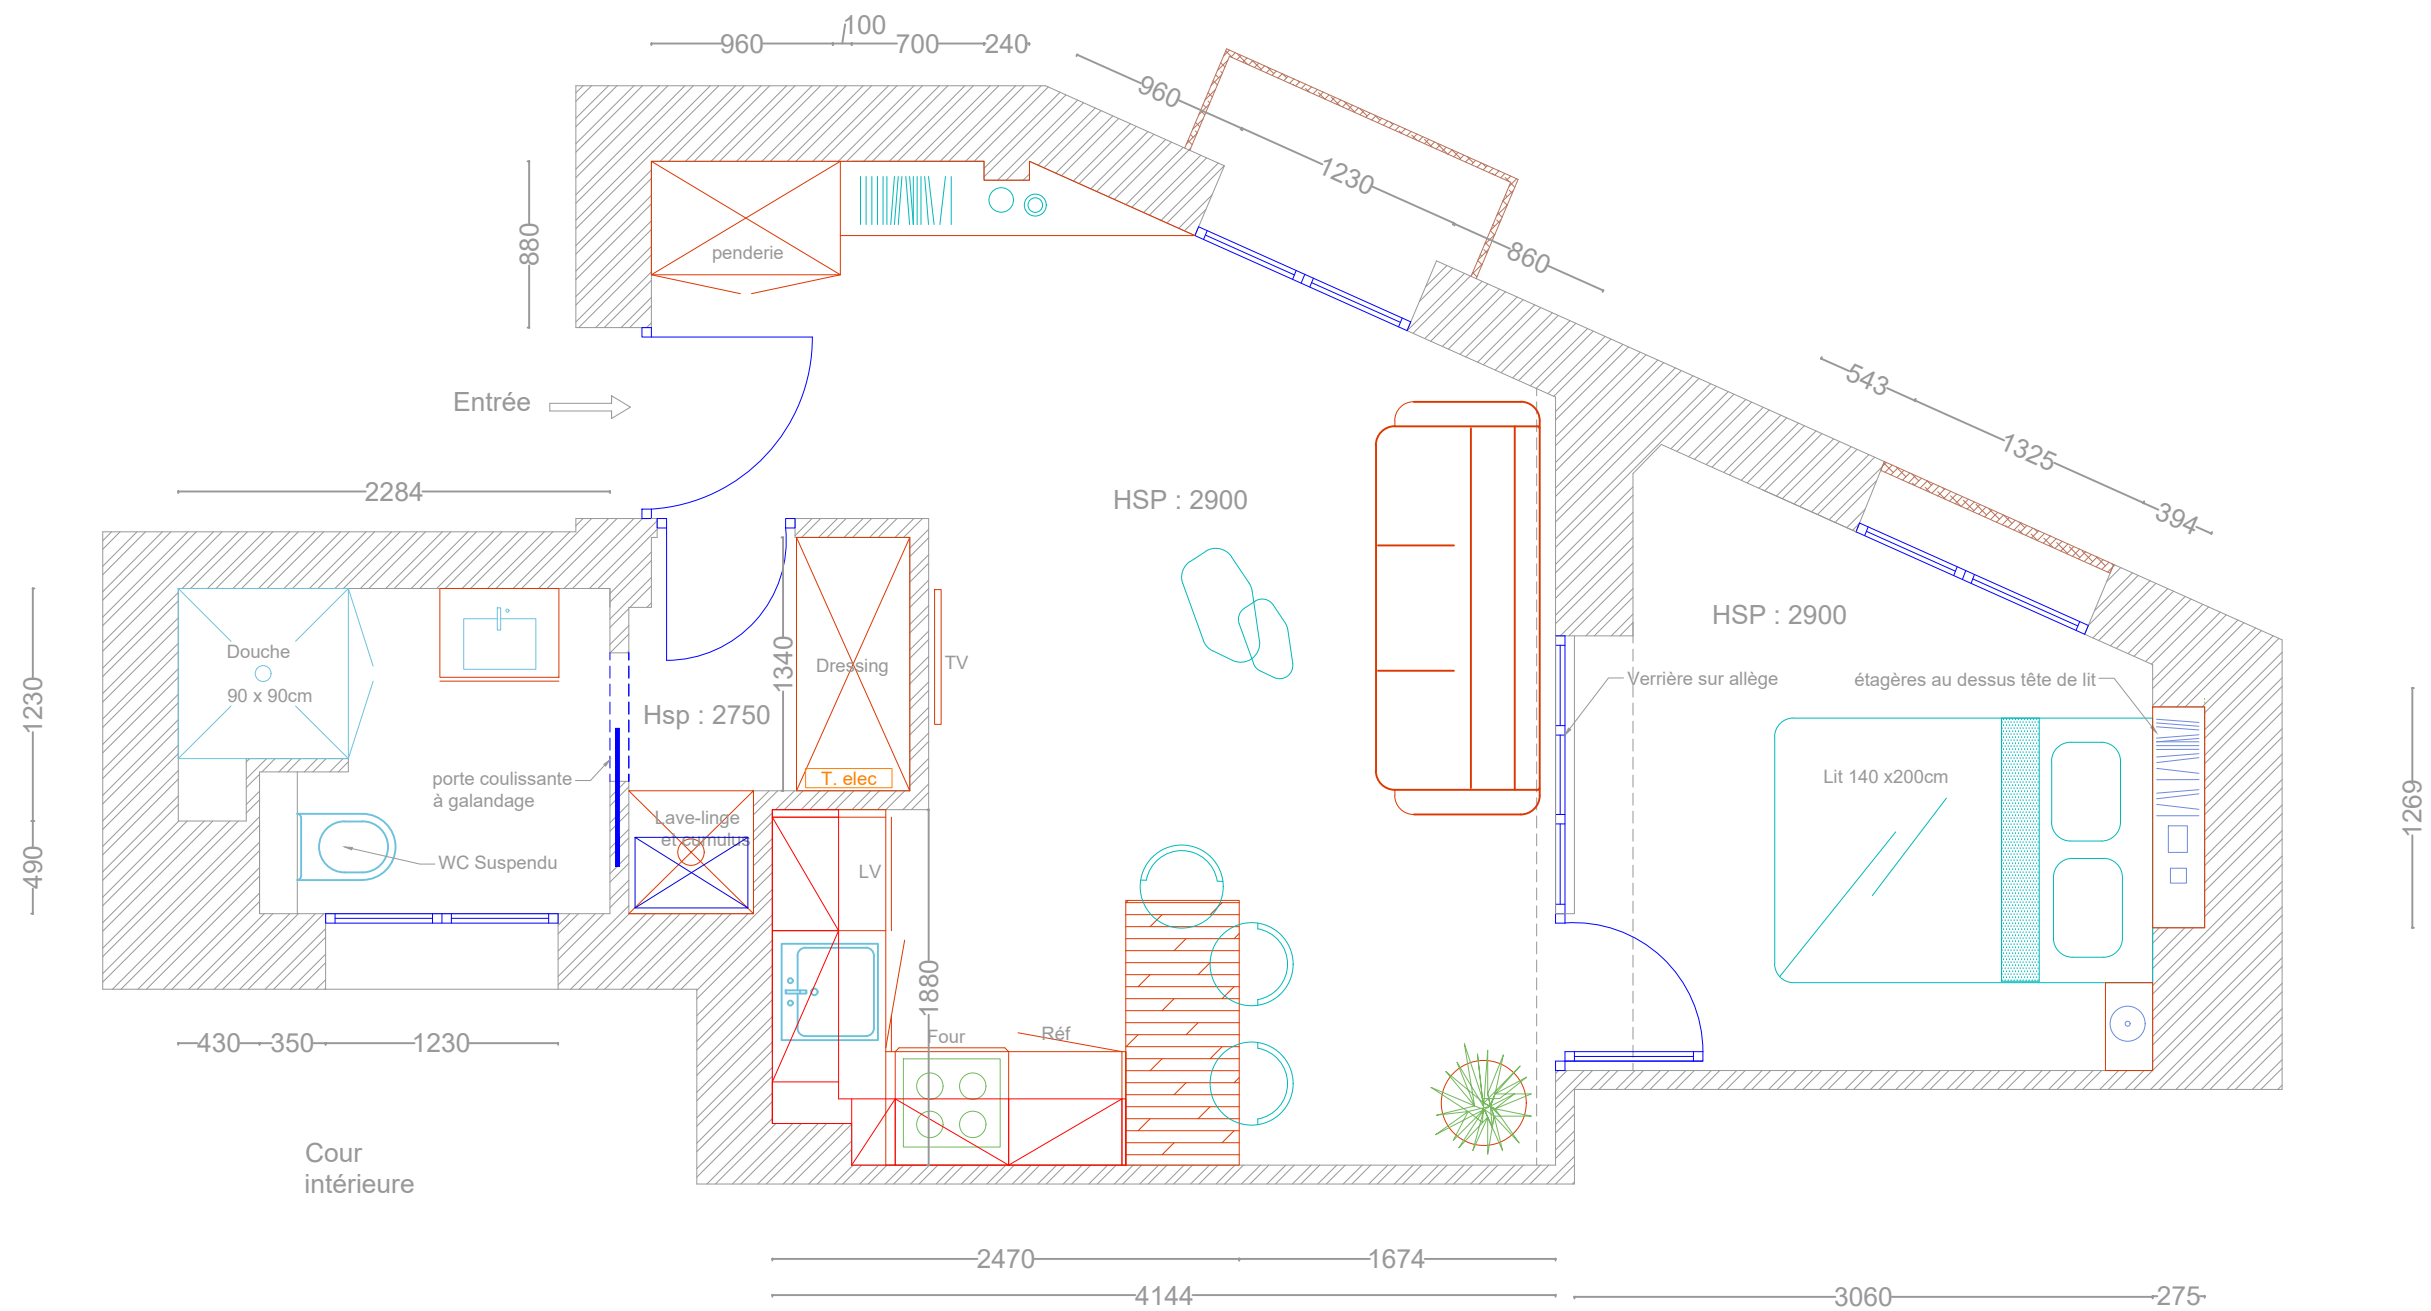 100
960
700
240
960
1230
860
880
penderie
543
1325
394
Entrée
2284
HSP : 2900
HSP : 2900
1340
Douche
90 x 90cm
Dressing
TV
Verrière sur allège
étagères au dessus tête de lit
1230
Hsp : 2750
porte coulissante
à galandage
T. elec
Lit 140 x200cm
1269
Lave-linge
et cumulus
490
WC Suspendu
LV
1880
430
350
1230
Four
Réf
Cour
intérieure
2470
1674
4144
3060
275